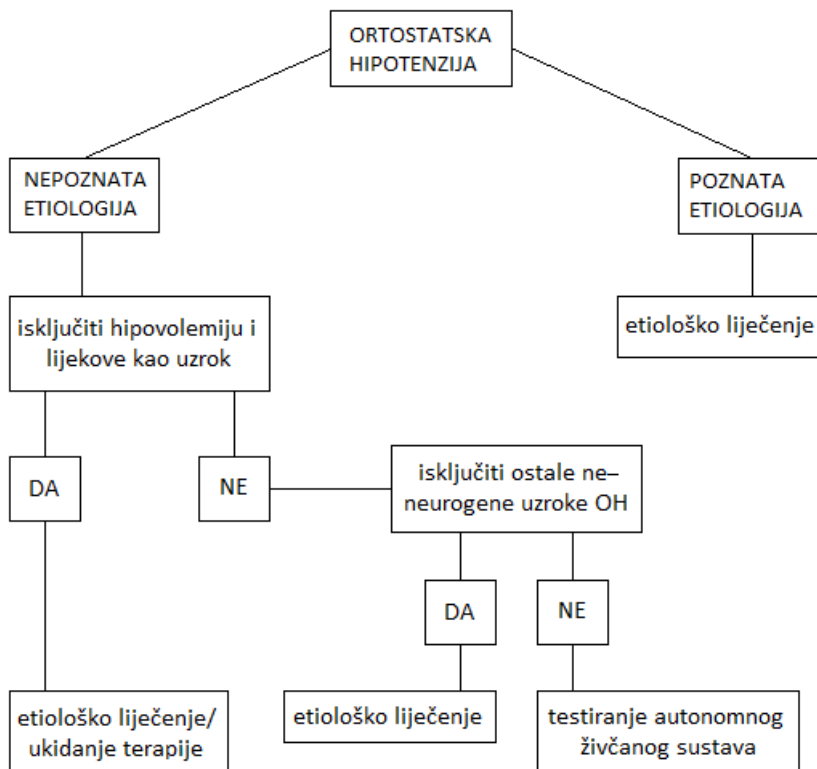 ORTOSTATSKA
HIPOTENZIJA
NEPOZNATA
ETIOLOGIJA
POZNATA
ETIOLOGIJA
isključiti hipovolemiju i
lijekove kao uzrok
etiološko liječenje
DA
NE
isključiti ostale ne–
neurogene uzroke OH
DA
NE
etiološko liječenje/
ukidanje terapije
etiološko liječenje
testiranje autonomnog
živčanog sustava